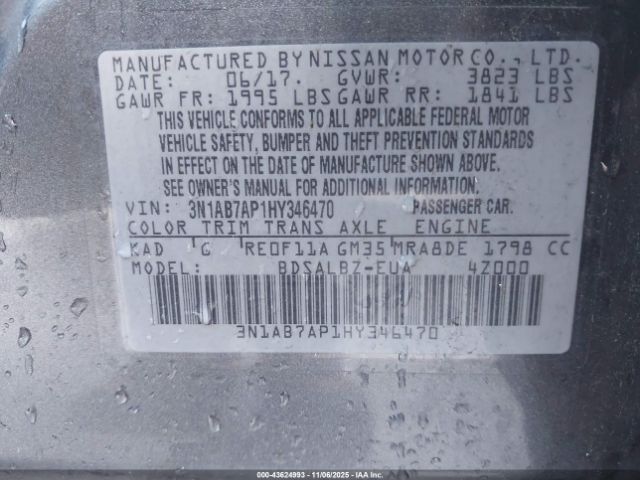 MANUFACTURED BY NISSAN MOTOR CO., LTD.
DATE: 06/17. GVWR: 3823 LBS
GAWR FR: 1995 LBS GAWR RR: 1841 LBS
THIS VEHICLE CONFORMS TO ALL APPLICABLE FEDERAL MOTOR
VEHICLE SAFETY, BUMPER AND THEFT PREVENTION STANDARDS
IN EFFECT ON THE DATE OF MANUFACTURE SHOWN ABOVE.
SEE OWNER'S MANUAL FOR ADDITIONAL INFORMATION.
VIN: 3N1AB7AP1HY346470 PASSENGER CAR.
COLOR TRIM TRANS AXLE ENGINE
KAD G RE0F11A GM35 MRA8DE 1798 CC
MODEL: BDSALBZ-EUA 4Z000
3N1AB7AP1HY346470
000-43624993 - 11/06/2025 - IAAI.com